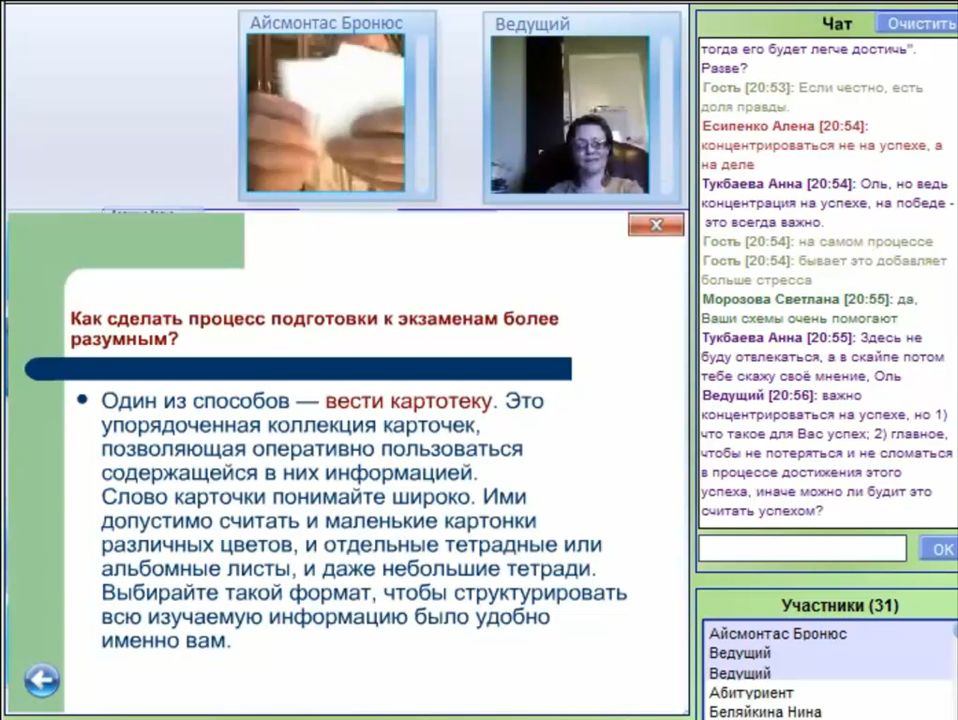 Айсмонтас Бронюс
Ведущий
Как сделать процесс подготовки к экзаменам более
разумным?
Один из способов — вести картотеку. Это
упорядоченная коллекция карточек,
позволяющая оперативно пользоваться
содержащейся в них информацией.
Слово карточки понимайте широко. Ими
допустимо считать и маленькие картонки
различных цветов, и отдельные тетрадные или
альбомные листы, и даже небольшие тетради.
Выбирайте такой формат, чтобы структурировать
всю изучаемую информацию было удобно
именно вам.
Чат
Очистить
тогда его будет легче достичь".
Разве?
Гость [20:53]: Если честно, есть
доля правды.
Есипенко Алена [20:54]:
концентрироваться не на успехе, а
на деле
Тукбаева Анна [20:54]: Оль, но ведь
концентрация на успехе, на победе -
это всегда важно.
Гость [20:54]: на самом процессе
Гость [20:54]: бывает это добавляет
больше стресса
Морозова Светлана [20:55]: да,
Ваши схемы очень помогают
Тукбаева Анна [20:55]: Здесь не
буду отвлекаться, а в скайпе потом
тебе скажу своё мнение, Оль
Ведущий [20:56]: важно
концентрироваться на успехе, но 1)
что такое для Вас успех; 2) главное,
чтобы не потеряться и не сломаться
в процессе достижения этого
успеха, иначе можно ли будит это
считать успехом?
ОК
Участники (31)
Айсмонтас Бронюс
Ведущий
Ведущий
Абитуриент
Беляйкина Нина